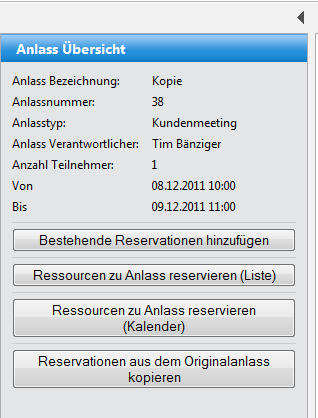 Anlass Übersicht
Anlass Bezeichnung: Kopie
Anlassnummer: 38
Anlasstyp: Kundenmeeting
Anlass Verantwortlicher: Tim Bänziger
Anzahl Teilnehmer: 1
Von 08.12.2011 10:00
Bis 09.12.2011 11:00
Bestehende Reservationen hinzufügen
Ressourcen zu Anlass reservieren (Liste)
Ressourcen zu Anlass reservieren
(Kalender)
Reservationen aus dem Originalanlass
kopieren